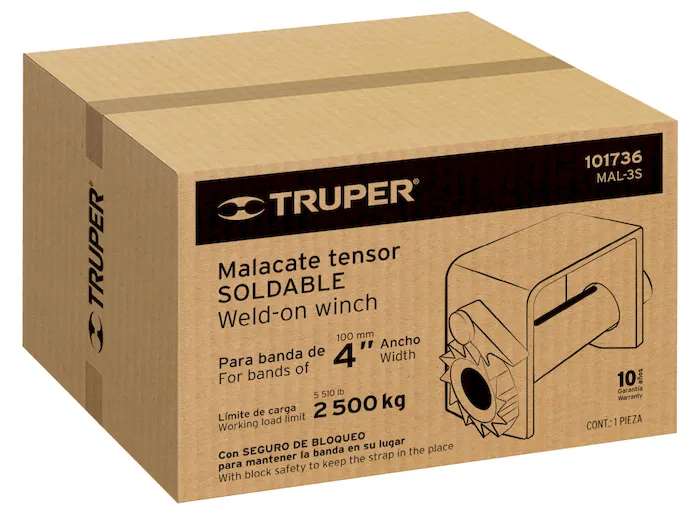 TRUPER
TRUPER®
101736
MAL-3S
Malacate tensor
SOLDABLE
Weld-on winch
Para banda de
For bands of
100 mm
4"
Ancho
Width
Límite de carga
Working load limit
5 510 lb
2 500 kg
Con SEGURO DE BLOQUEO
para mantener la banda en su lugar
With block safety to keep the strap in the place
10 años
Garantía
Warranty
CONT.: 1 PIEZA